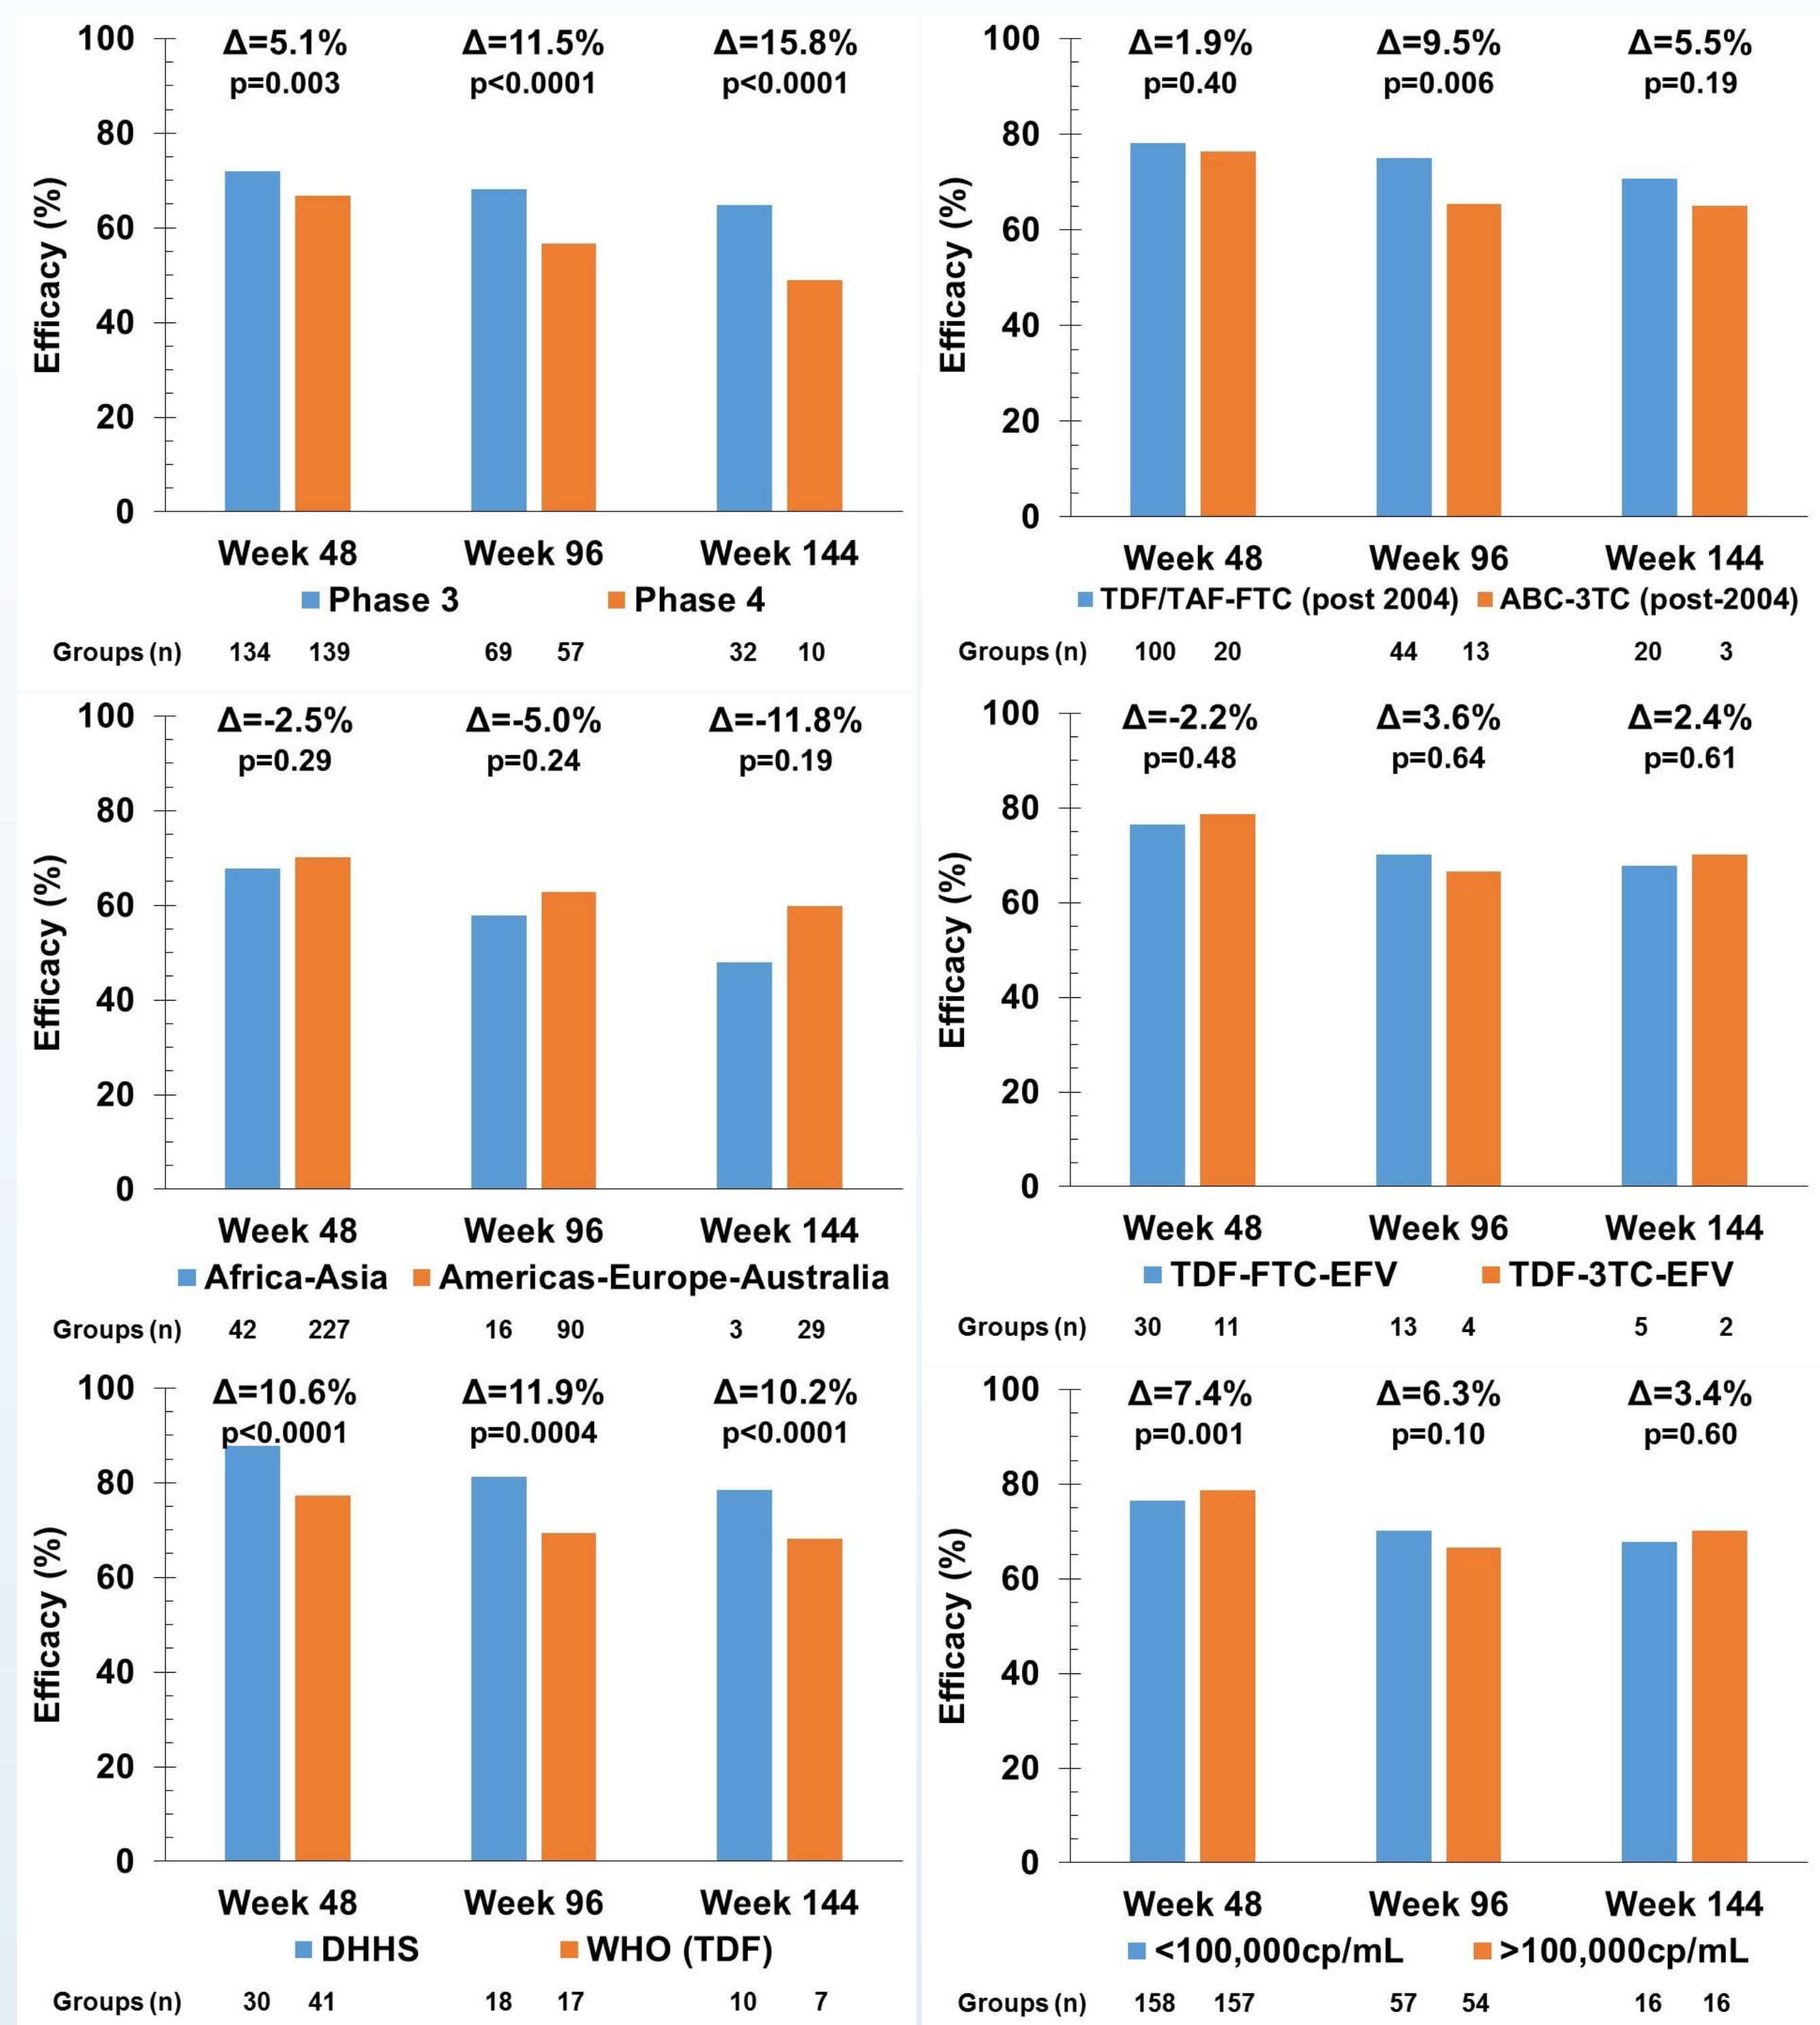 Δ=5.1% Δ=11.5% Δ=15.8%
p=0.003 p<0.0001 p<0.0001
100
80
60
40
20
0
Efficacy (%)
Week 48 Week 96 Week 144
Phase 3 Phase 4
Groups (n) 134 139 69 57 32 10
Δ=1.9% Δ=9.5% Δ=5.5%
p=0.40 p=0.006 p=0.19
100
80
60
40
20
0
Efficacy (%)
Week 48 Week 96 Week 144
TDF/TAF-FTC (post 2004) ABC-3TC (post-2004)
Groups (n) 100 20 44 13 20 3
Δ=-2.5% Δ=-5.0% Δ=-11.8%
p=0.29 p=0.24 p=0.19
100
80
60
40
20
0
Efficacy (%)
Week 48 Week 96 Week 144
Africa-Asia Americas-Europe-Australia
Groups (n) 42 227 16 90 3 29
Δ=-2.2% Δ=3.6% Δ=2.4%
p=0.48 p=0.64 p=0.61
100
80
60
40
20
0
Efficacy (%)
Week 48 Week 96 Week 144
TDF-FTC-EFV TDF-3TC-EFV
Groups (n) 30 11 13 4 5 2
Δ=10.6% Δ=11.9% Δ=10.2%
p<0.0001 p=0.0004 p<0.0001
100
80
60
40
20
0
Efficacy (%)
Week 48 Week 96 Week 144
DHHS WHO (TDF)
Groups (n) 30 41 18 17 10 7
Δ=7.4% Δ=6.3% Δ=3.4%
p=0.001 p=0.10 p=0.60
100
80
60
40
20
0
Efficacy (%)
Week 48 Week 96 Week 144
<100,000cp/mL >100,000cp/mL
Groups (n) 158 157 57 54 16 16